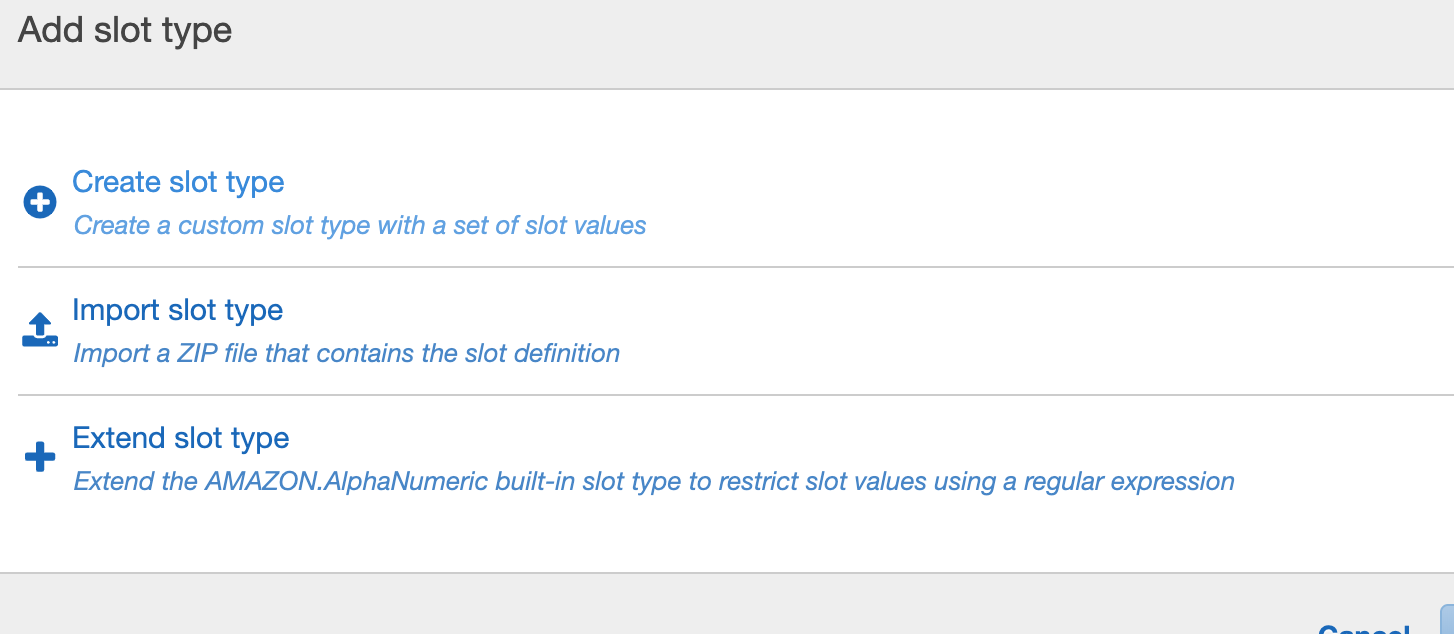 Add slot type
Create slot type
Create a custom slot type with a set of slot values
Import slot type
Import a ZIP file that contains the slot definition
Extend slot type
Extend the AMAZON.AlphaNumeric built-in slot type to restrict slot values using a regular expression
Cancel